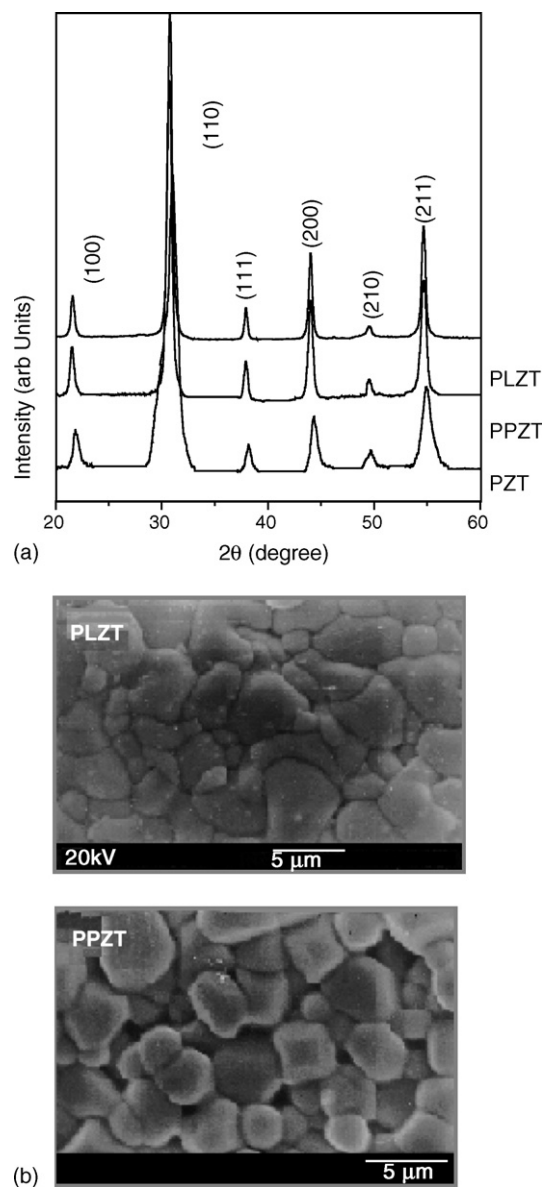 (110)
(211)
(200)
(100)
(111)
(210)
Intensity (arb Units)
PLZT
PPZT
PZT
20 30 40 50 60
(a)
2θ (degree)
PLZT
20kV
5 μm
PPZT
5 μm
(b)